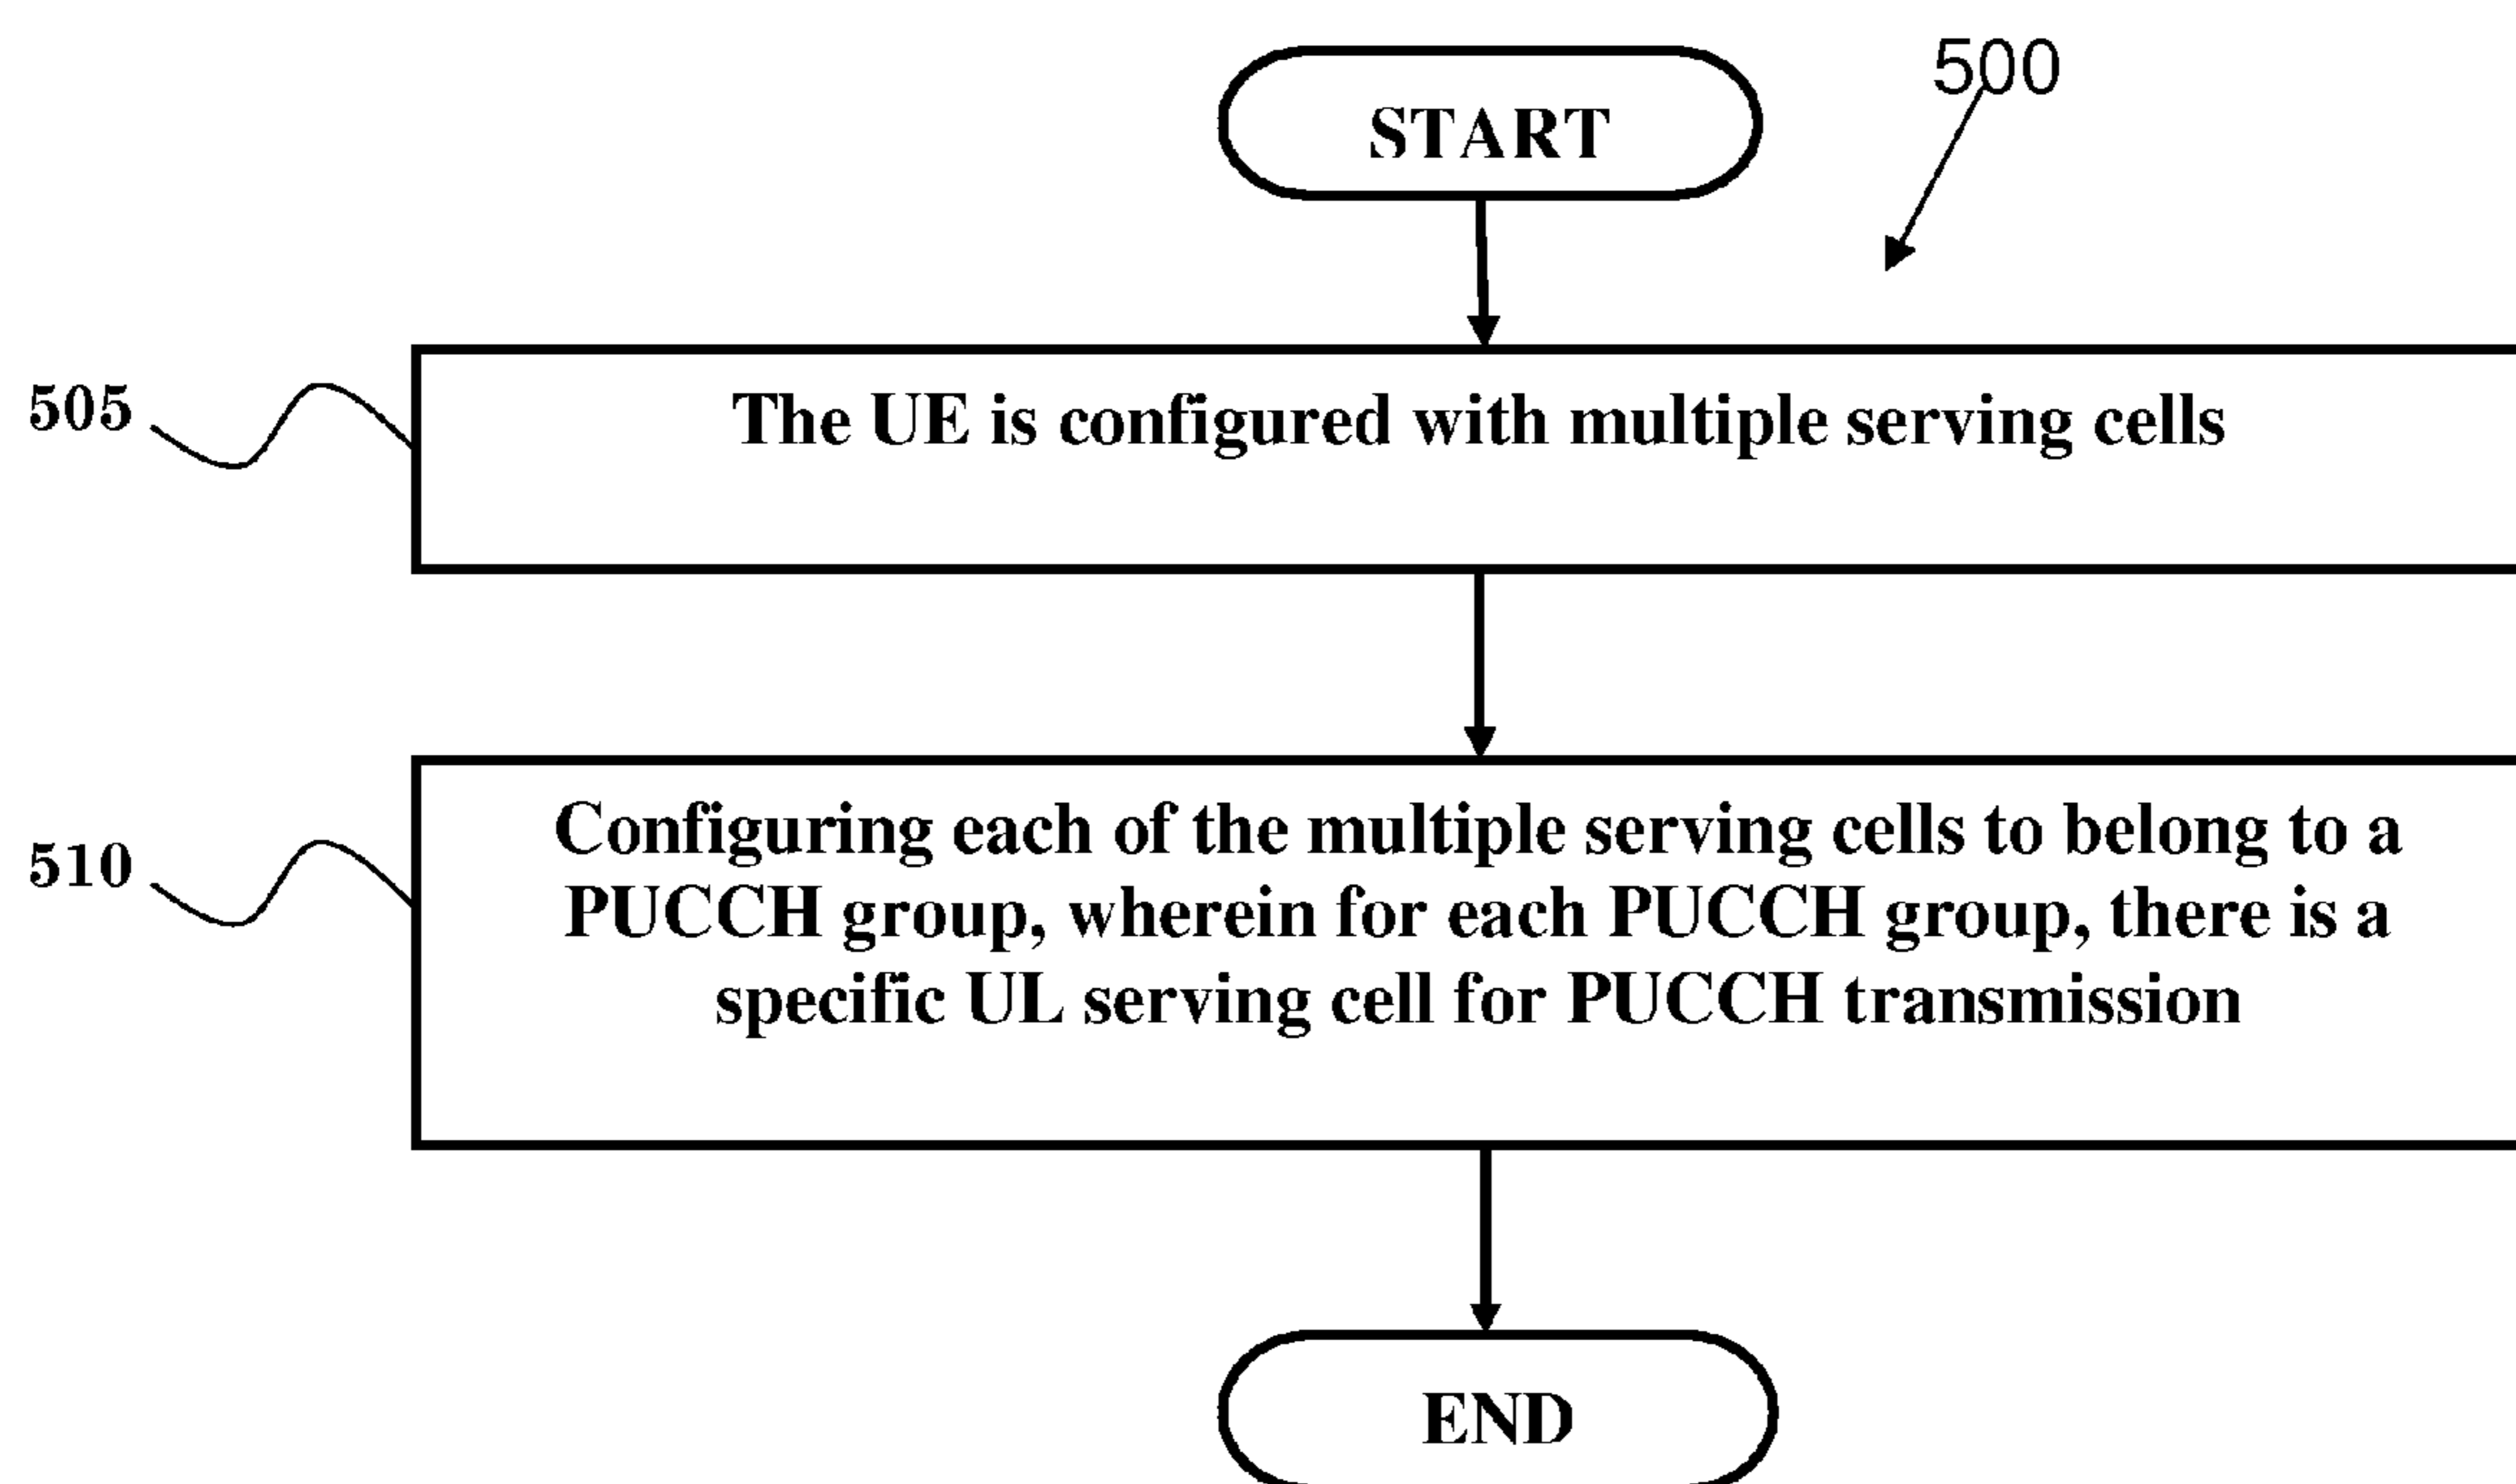 START
500
505
The UE is configured with multiple serving cells
510
Configuring each of the multiple serving cells to belong to a
PUCCH group, wherein for each PUCCH group, there is a
specific UL serving cell for PUCCH transmission
END